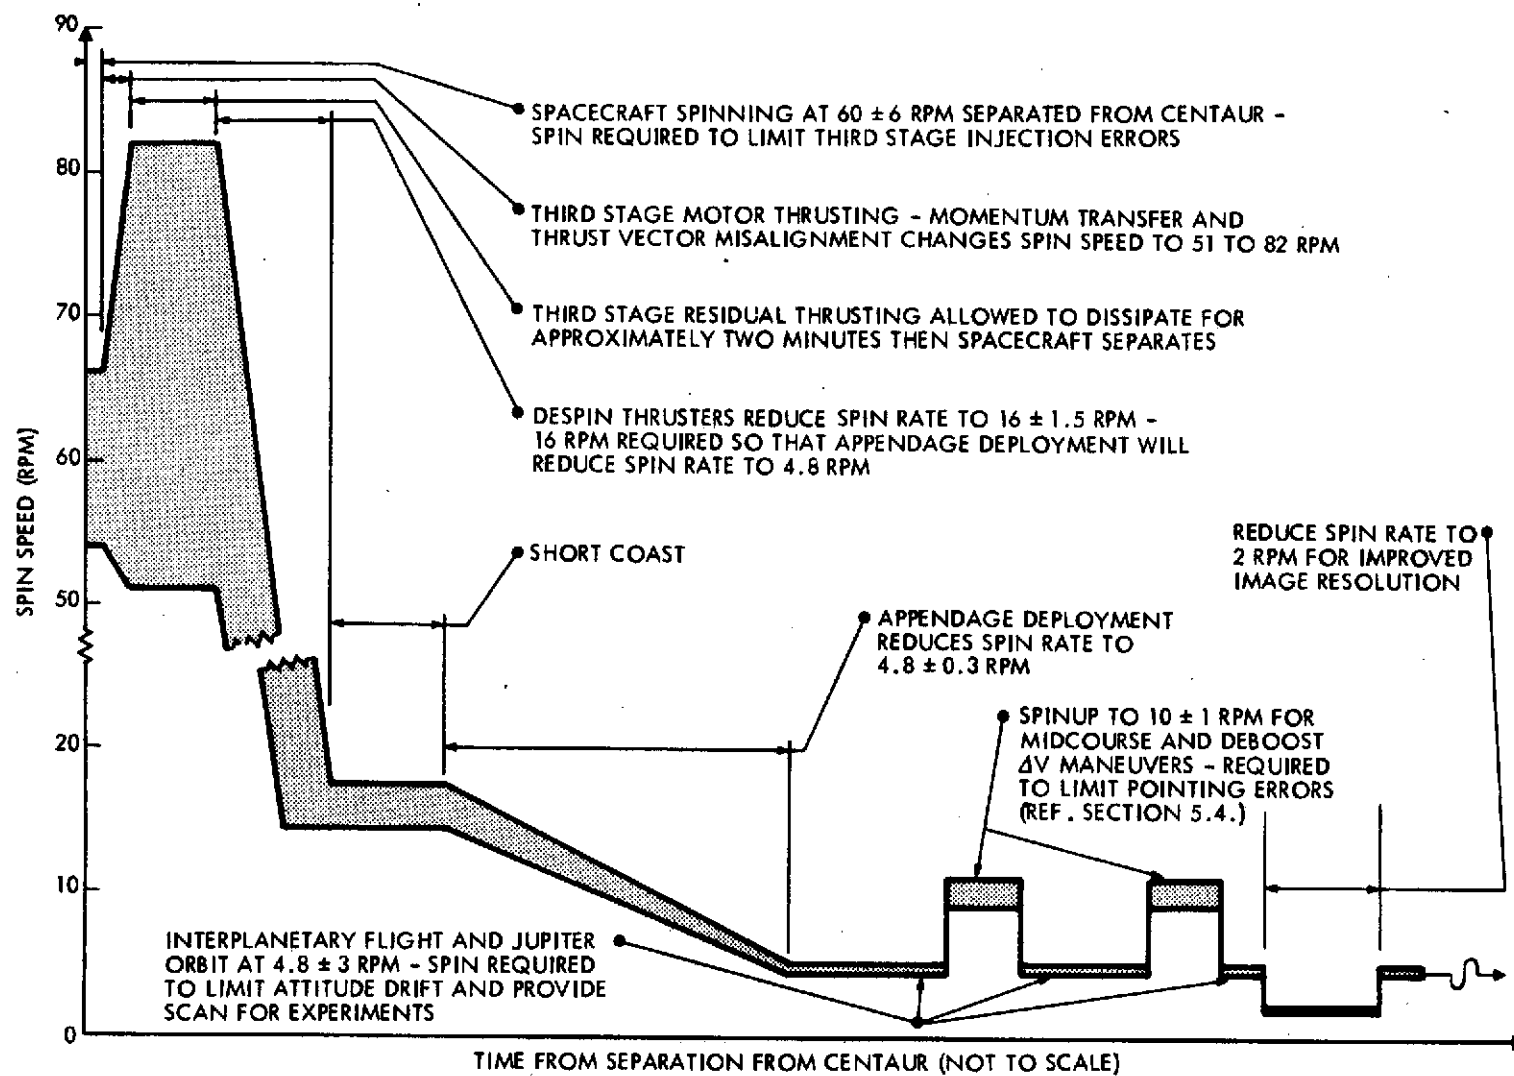 90
80
70
60
50
20
10
0
SPIN SPEED (RPM)
SPACECRAFT SPINNING AT 60 ± 6 RPM SEPARATED FROM CENTAUR -
SPIN REQUIRED TO LIMIT THIRD STAGE INJECTION ERRORS
THIRD STAGE MOTOR THRUSTING - MOMENTUM TRANSFER AND
THRUST VECTOR MISALIGNMENT CHANGES SPIN SPEED TO 51 TO 82 RPM
THIRD STAGE RESIDUAL THRUSTING ALLOWED TO DISSIPATE FOR
APPROXIMATELY TWO MINUTES THEN SPACECRAFT SEPARATES
DESPIN THRUSTERS REDUCE SPIN RATE TO 16 ± 1.5 RPM -
16 RPM REQUIRED SO THAT APPENDAGE DEPLOYMENT WILL
REDUCE SPIN RATE TO 4.8 RPM
SHORT COAST
REDUCE SPIN RATE TO
2 RPM FOR IMPROVED
IMAGE RESOLUTION
APPENDAGE DEPLOYMENT
REDUCES SPIN RATE TO
4.8 ± 0.3 RPM
SPINUP TO 10 ± 1 RPM FOR
MIDCOURSE AND DEBOOST
ΔV MANEUVERS - REQUIRED
TO LIMIT POINTING ERRORS
(REF. SECTION 5.4.)
INTERPLANETARY FLIGHT AND JUPITER
ORBIT AT 4.8 ± 3 RPM - SPIN REQUIRED
TO LIMIT ATTITUDE DRIFT AND PROVIDE
SCAN FOR EXPERIMENTS
TIME FROM SEPARATION FROM CENTAUR (NOT TO SCALE)